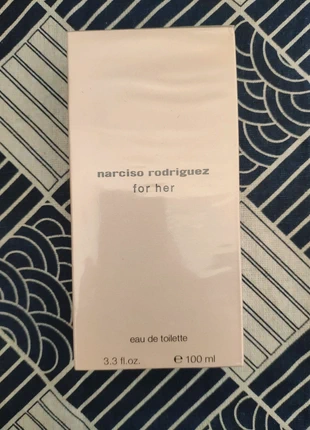 narciso rodriguez
for her
eau de toilette
3.3 fl.oz. ℮ 100 ml